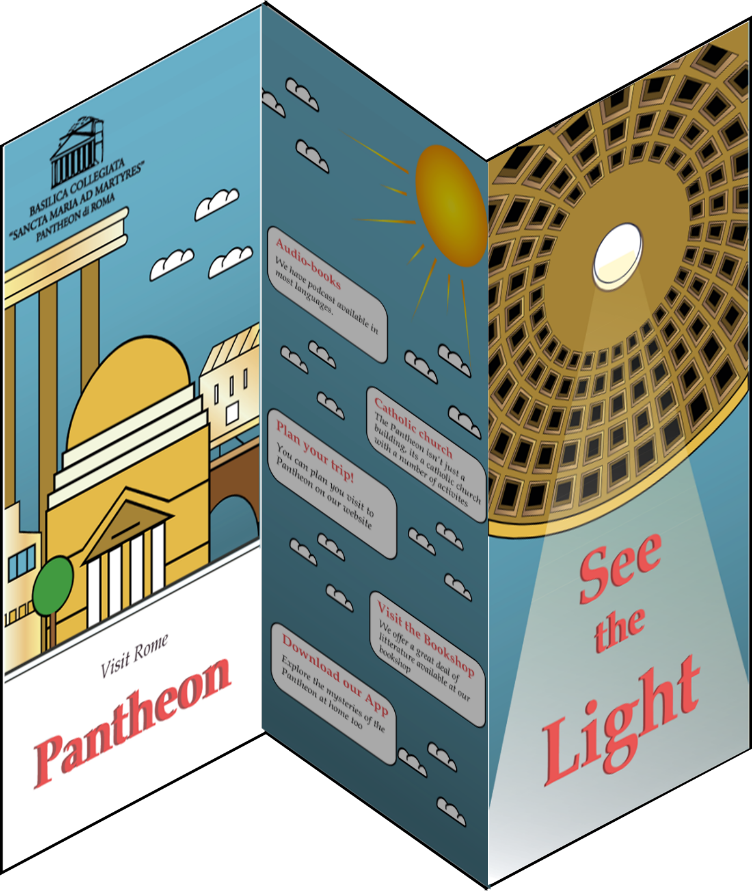 BASILICA COLLEGIATA
"SANCTA MARIA AD MARTYRES"
PANTHEON di ROMA
Visit Rome
Pantheon
Audio-books
We have podcast available in
most languages.
Catholic church
The Pantheon isn't just a
building, its a catholic church
with a number of activites
Plan your trip!
You can plan you visit to
Pantheon on our website
Visit the Bookshop
We offer a great deal of
litterature available at our
bookshop
Download our App
Explore the mysteries of the
Pantheon at home too
See
the
Light